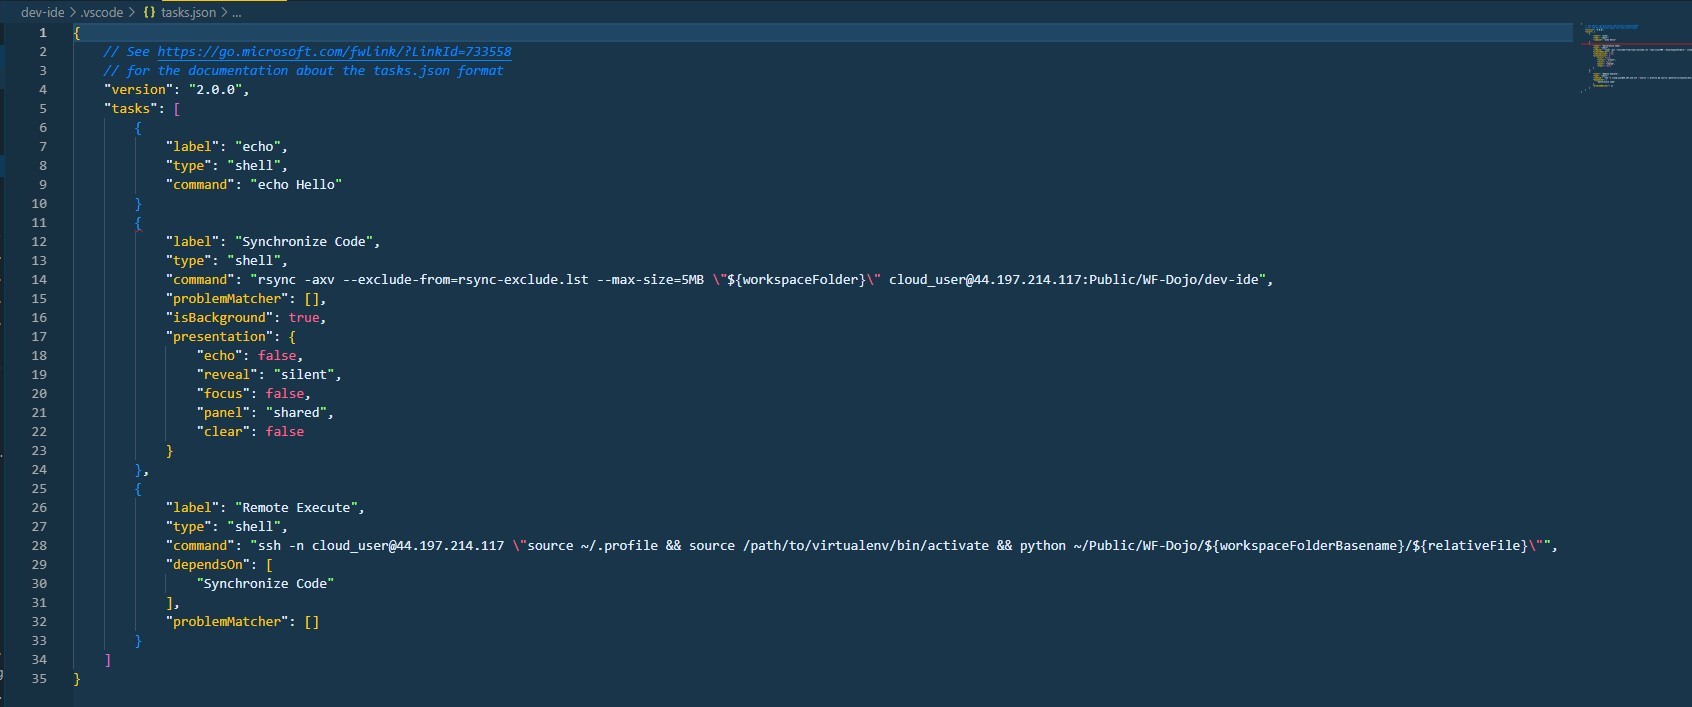 dev-ide > .vscode > {} tasks.json > ...
1 {
2 // See https://go.microsoft.com/fwlink/?LinkId=733558
3 // for the documentation about the tasks.json format
4 "version": "2.0.0",
5 "tasks": [
6 {
7 "label": "echo",
8 "type": "shell",
9 "command": "echo Hello"
10 }
11 {
12 "label": "Synchronize Code",
13 "type": "shell",
14 "command": "rsync -axv --exclude-from=rsync-exclude.lst --max-size=5MB \"${workspaceFolder}\" cloud_user@44.197.214.117:Public/WF-Dojo/dev-ide",
15 "problemMatcher": [],
16 "isBackground": true,
17 "presentation": {
18 "echo": false,
19 "reveal": "silent",
20 "focus": false,
21 "panel": "shared",
22 "clear": false
23 }
24 },
25 {
26 "label": "Remote Execute",
27 "type": "shell",
28 "command": "ssh -n cloud_user@44.197.214.117 \"source ~/.profile && source /path/to/virtualenv/bin/activate && python ~/Public/WF-Dojo/${workspaceFolderBasename}/${relativeFile}\"",
29 "dependsOn": [
30 "Synchronize Code"
31 ],
32 "problemMatcher": []
33 }
34 ]
35 }